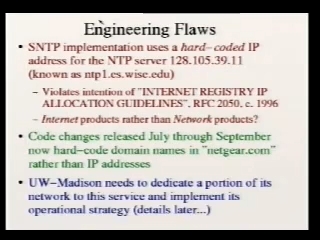 Engineering Flaws
• SNTP implementation uses a hard-coded IP
address for the NTP server 128.105.39.11
(known as ntp1.cs.wisc.edu)
– Violates intention of "INTERNET REGISTRY IP
ALLOCATION GUIDELINES", RFC 2050, c. 1996
– Internet products rather than Network products?
• Code changes released July through September
now hard-code domain names in "netgear.com"
rather than IP addresses
• UW-Madison needs to dedicate a portion of its
network to this service and implement its
operational strategy (details later...)